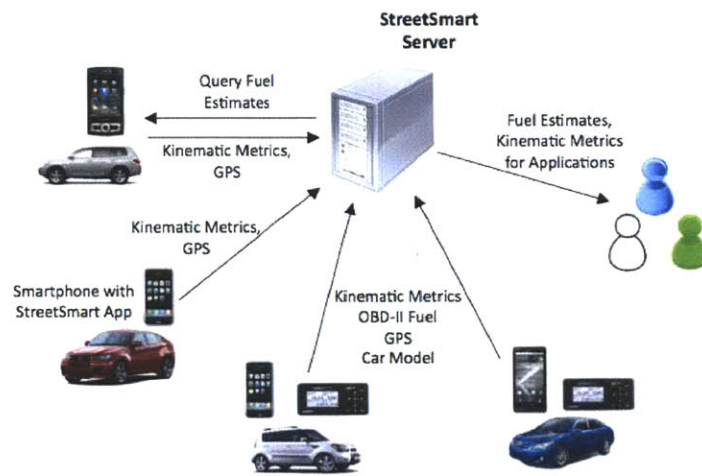 StreetSmart
Server
Query Fuel
Estimates
Kinematic Metrics,
GPS
Fuel Estimates,
Kinematic Metrics
for Applications
Kinematic Metrics,
GPS
Smartphone with
StreetSmart App
Kinematic Metrics
OBD-II Fuel
GPS
Car Model